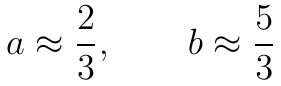 a ≈ 2/3, b ≈ 5/3